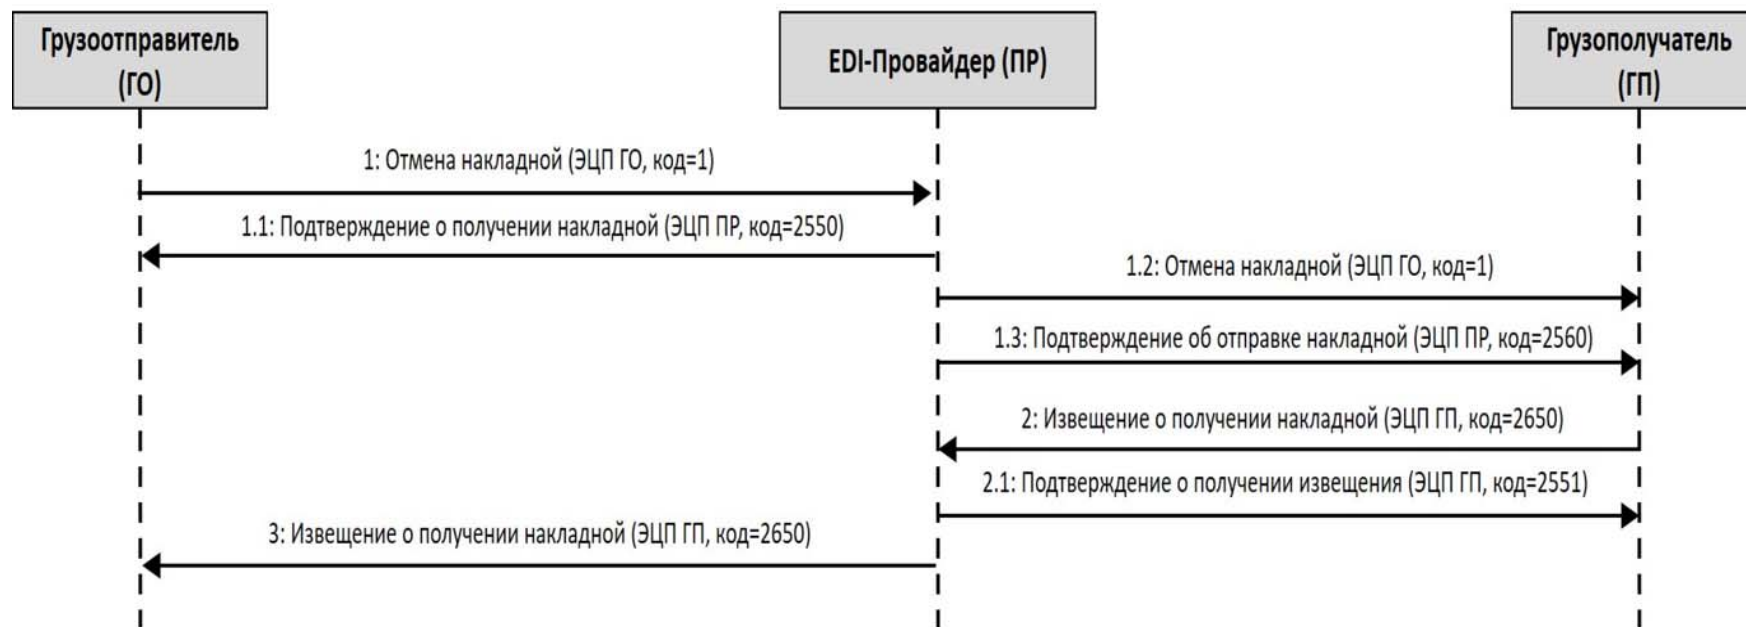 Грузоотправитель
(ГО)
EDI-Провайдер (ПР)
Грузополучатель
(ГП)
1: Отмена накладной (ЭЦП ГО, код=1)
1.1: Подтверждение о получении накладной (ЭЦП ПР, код=2550)
1.2: Отмена накладной (ЭЦП ГО, код=1)
1.3: Подтверждение об отправке накладной (ЭЦП ПР, код=2560)
2: Извещение о получении накладной (ЭЦП ГП, код=2650)
2.1: Подтверждение о получении извещения (ЭЦП ГП, код=2551)
3: Извещение о получении накладной (ЭЦП ГП, код=2650)